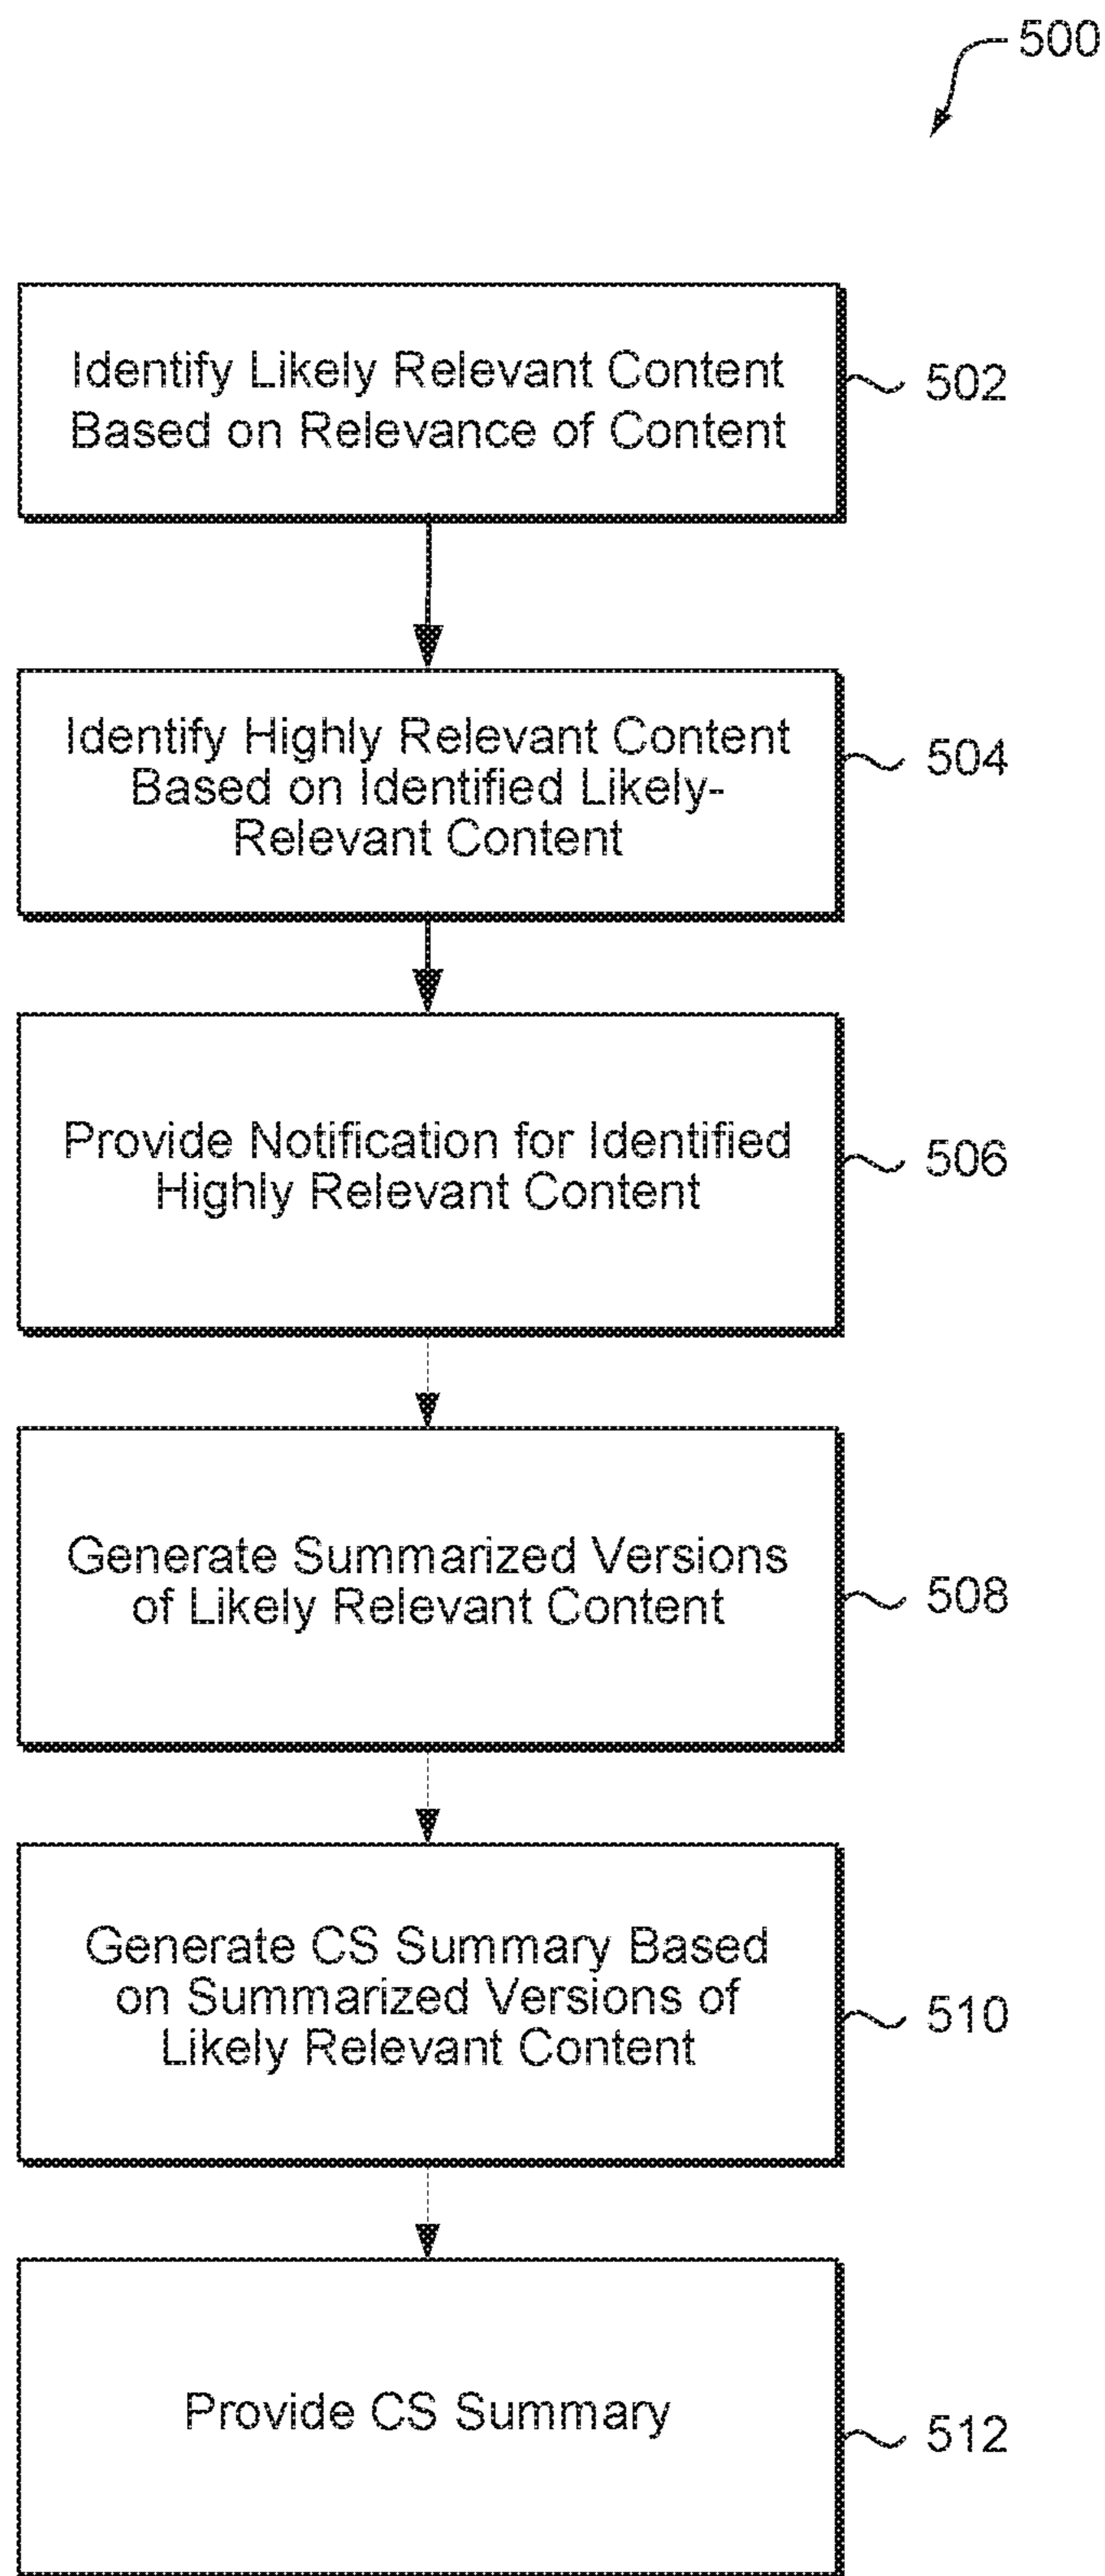 500
Identify Likely Relevant Content
Based on Relevance of Content
502
Identify Highly Relevant Content
Based on Identified Likely-
Relevant Content
504
Provide Notification for Identified
Highly Relevant Content
506
Generate Summarized Versions
of Likely Relevant Content
508
Generate CS Summary Based
on Summarized Versions of
Likely Relevant Content
510
Provide CS Summary
512